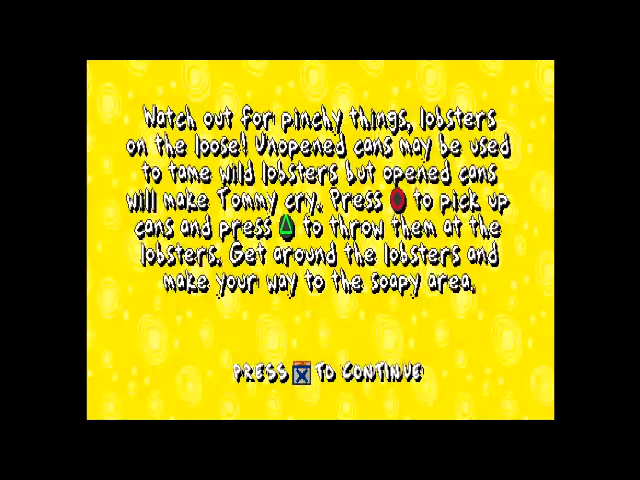 Watch out for pinchy things, lobsters
on the loose! Unopened cans may be used
to tame wild lobsters but opened cans
will make Tommy cry. Press to pick up
cans and press to throw them at the
lobsters. Get around the lobsters and
make your way to the soapy area.
PRESS TO CONTINUE